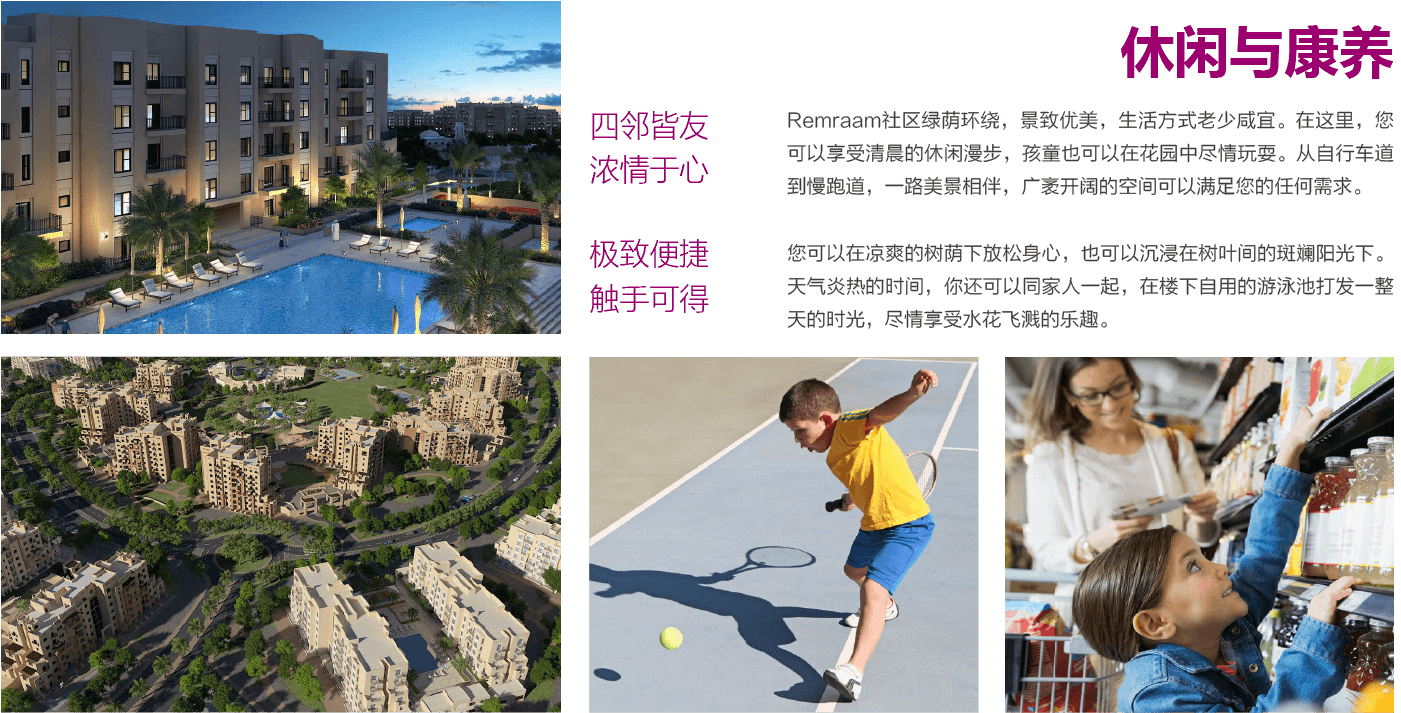 休闲与康养
四邻皆友
浓情于心
Remraam社区绿荫环绕，景致优美，生活方式老少咸宜。在这里，您
可以享受清晨的休闲漫步，孩童也可以在花园中尽情玩耍。从自行车道
到慢跑道，一路美景相伴，广袤开阔的空间可以满足您的任何需求。
极致便捷
触手可得
您可以在凉爽的树荫下放松身心，也可以沉浸在树叶间的斑斓阳光下。
天气炎热的时间，你还可以同家人一起，在楼下自用的游泳池打发一整
天的时光，尽情享受水花飞溅的乐趣。